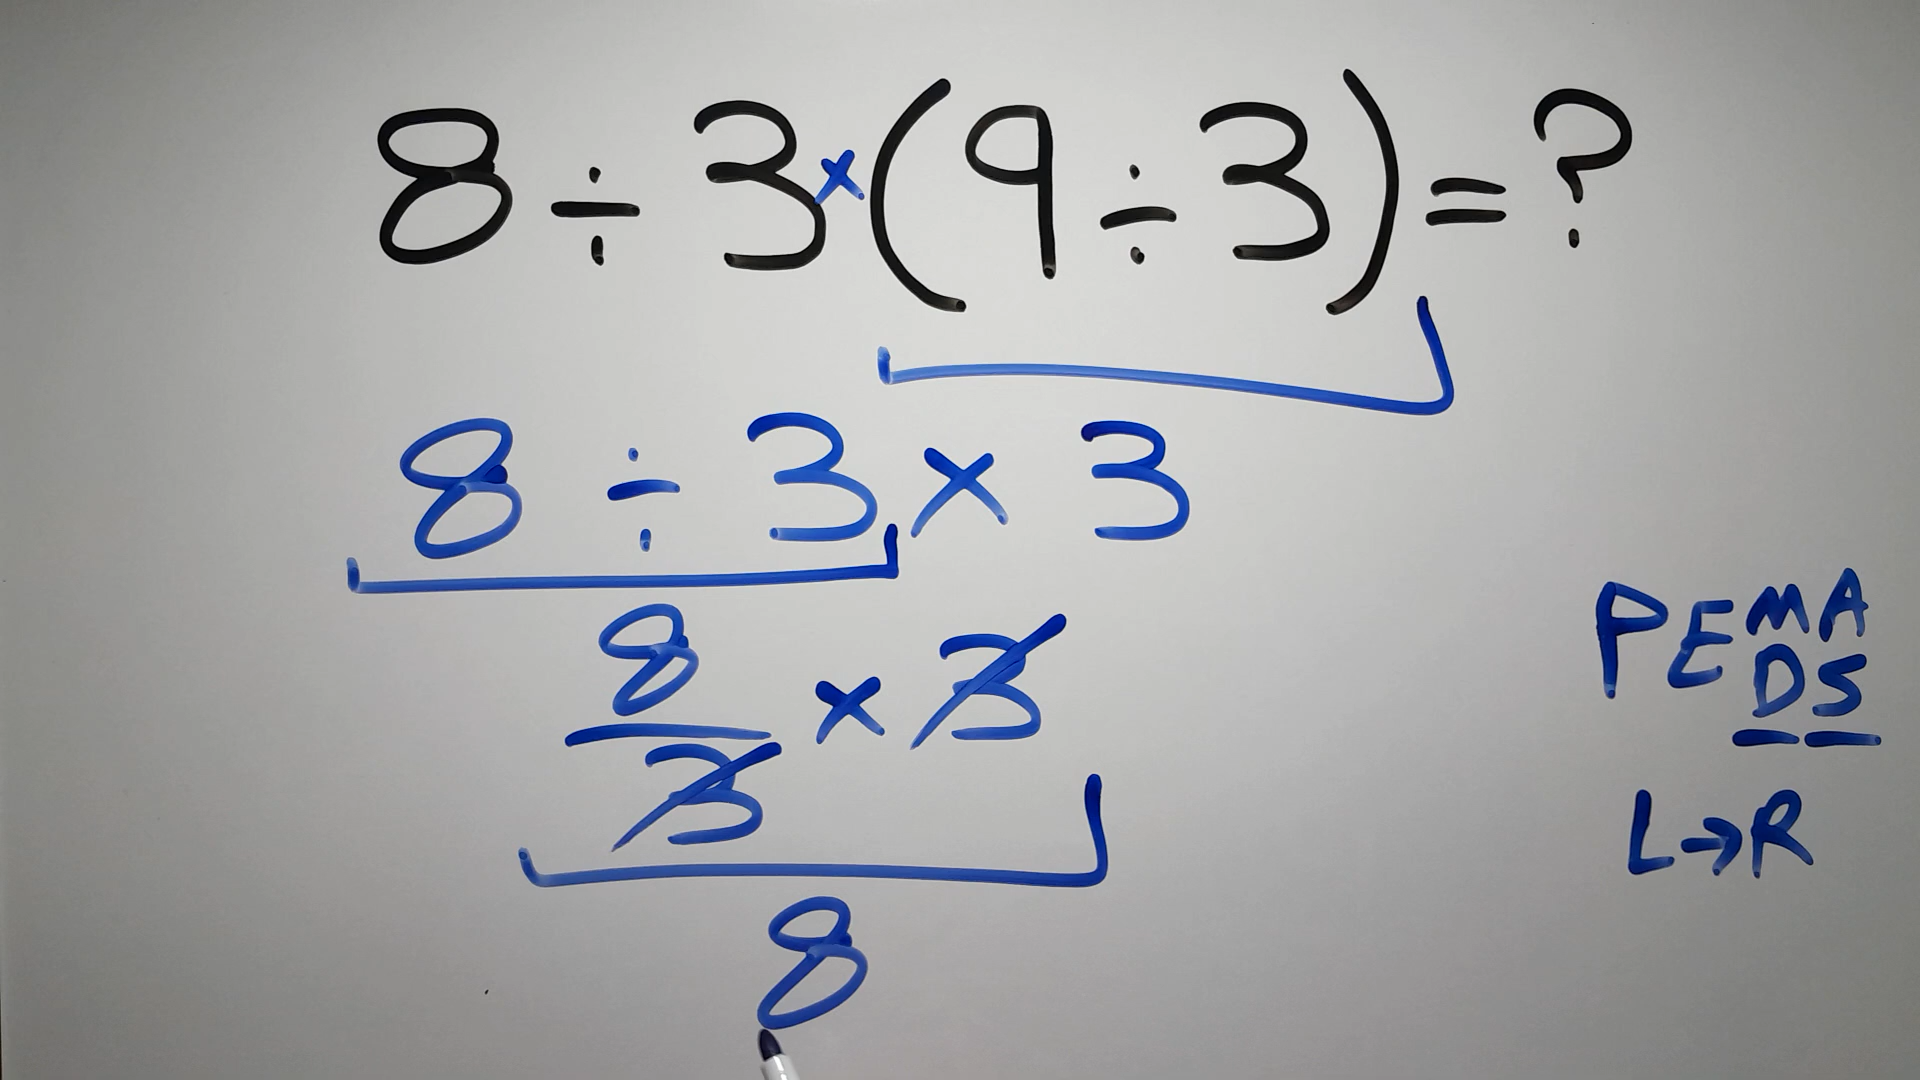 8 ÷ 3 × (9 ÷ 3) = ?
8 ÷ 3 × 3
8/3 × 3
8
PEMA
DS
L→R